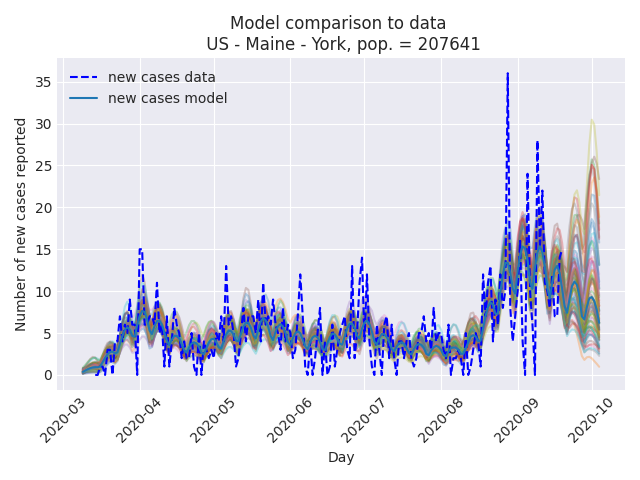 Model comparison to data
US - Maine - York, pop. = 207641
new cases data
new cases model
Number of new cases reported
35
30
25
20
15
10
5
0
2020-03
2020-04
2020-05
2020-06
2020-07
2020-08
2020-09
2020-10
Day